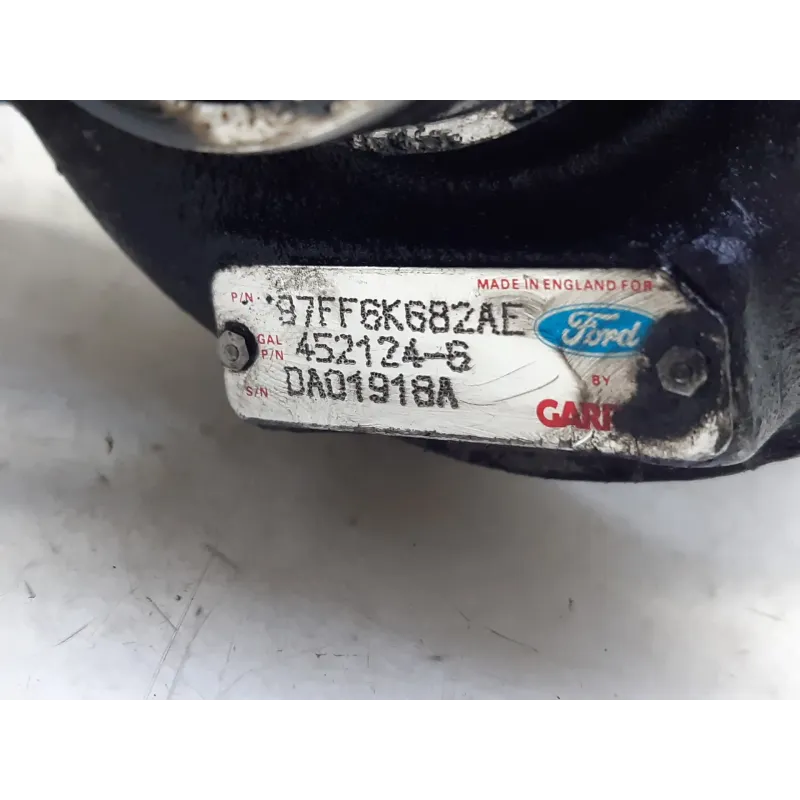 MADE IN ENGLAND FOR
P/N 97FF6K682AE Ford
GAL P/N 452124-6
BY
S/N DA01918A